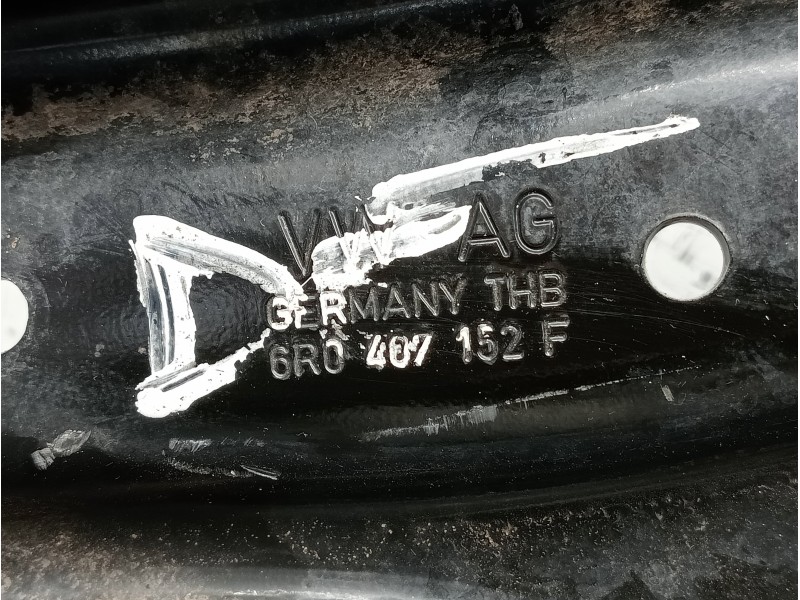 VW AG
GERMANY THB
6R0 407 152 F